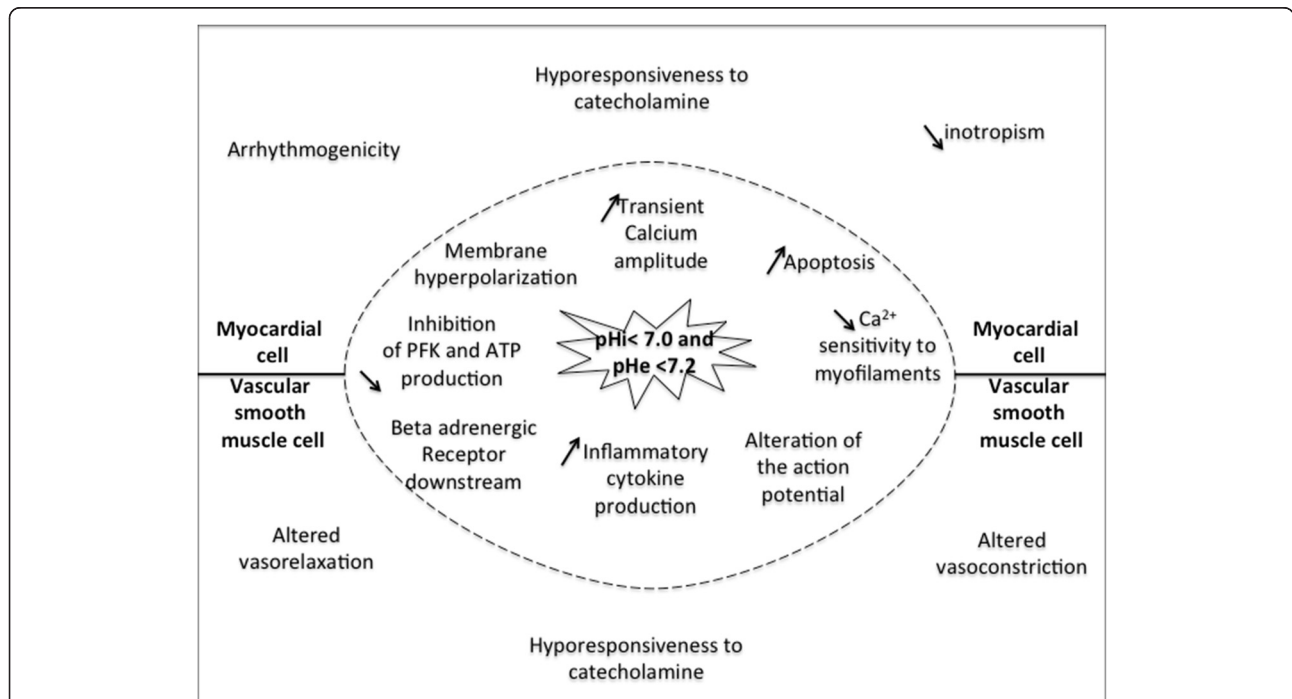 Hyporesponsiveness to
catecholamine
Arrhythmogenicity
↘inotropism
↗Transient
Calcium
amplitude
Membrane
hyperpolarization
↗Apoptosis
Myocardial
cell
Inhibition
of PFK and ATP
production
pHi< 7.0 and
pHe <7.2
↘ Ca²⁺
sensitivity to
myofilaments
Myocardial
cell
Vascular
smooth
muscle cell
↘
Beta adrenergic
Receptor
downstream
↗Inflammatory
cytokine
production
Alteration of
the action
potential
Vascular
smooth
muscle cell
Altered
vasorelaxation
Altered
vasoconstriction
Hyporesponsiveness to
catecholamine